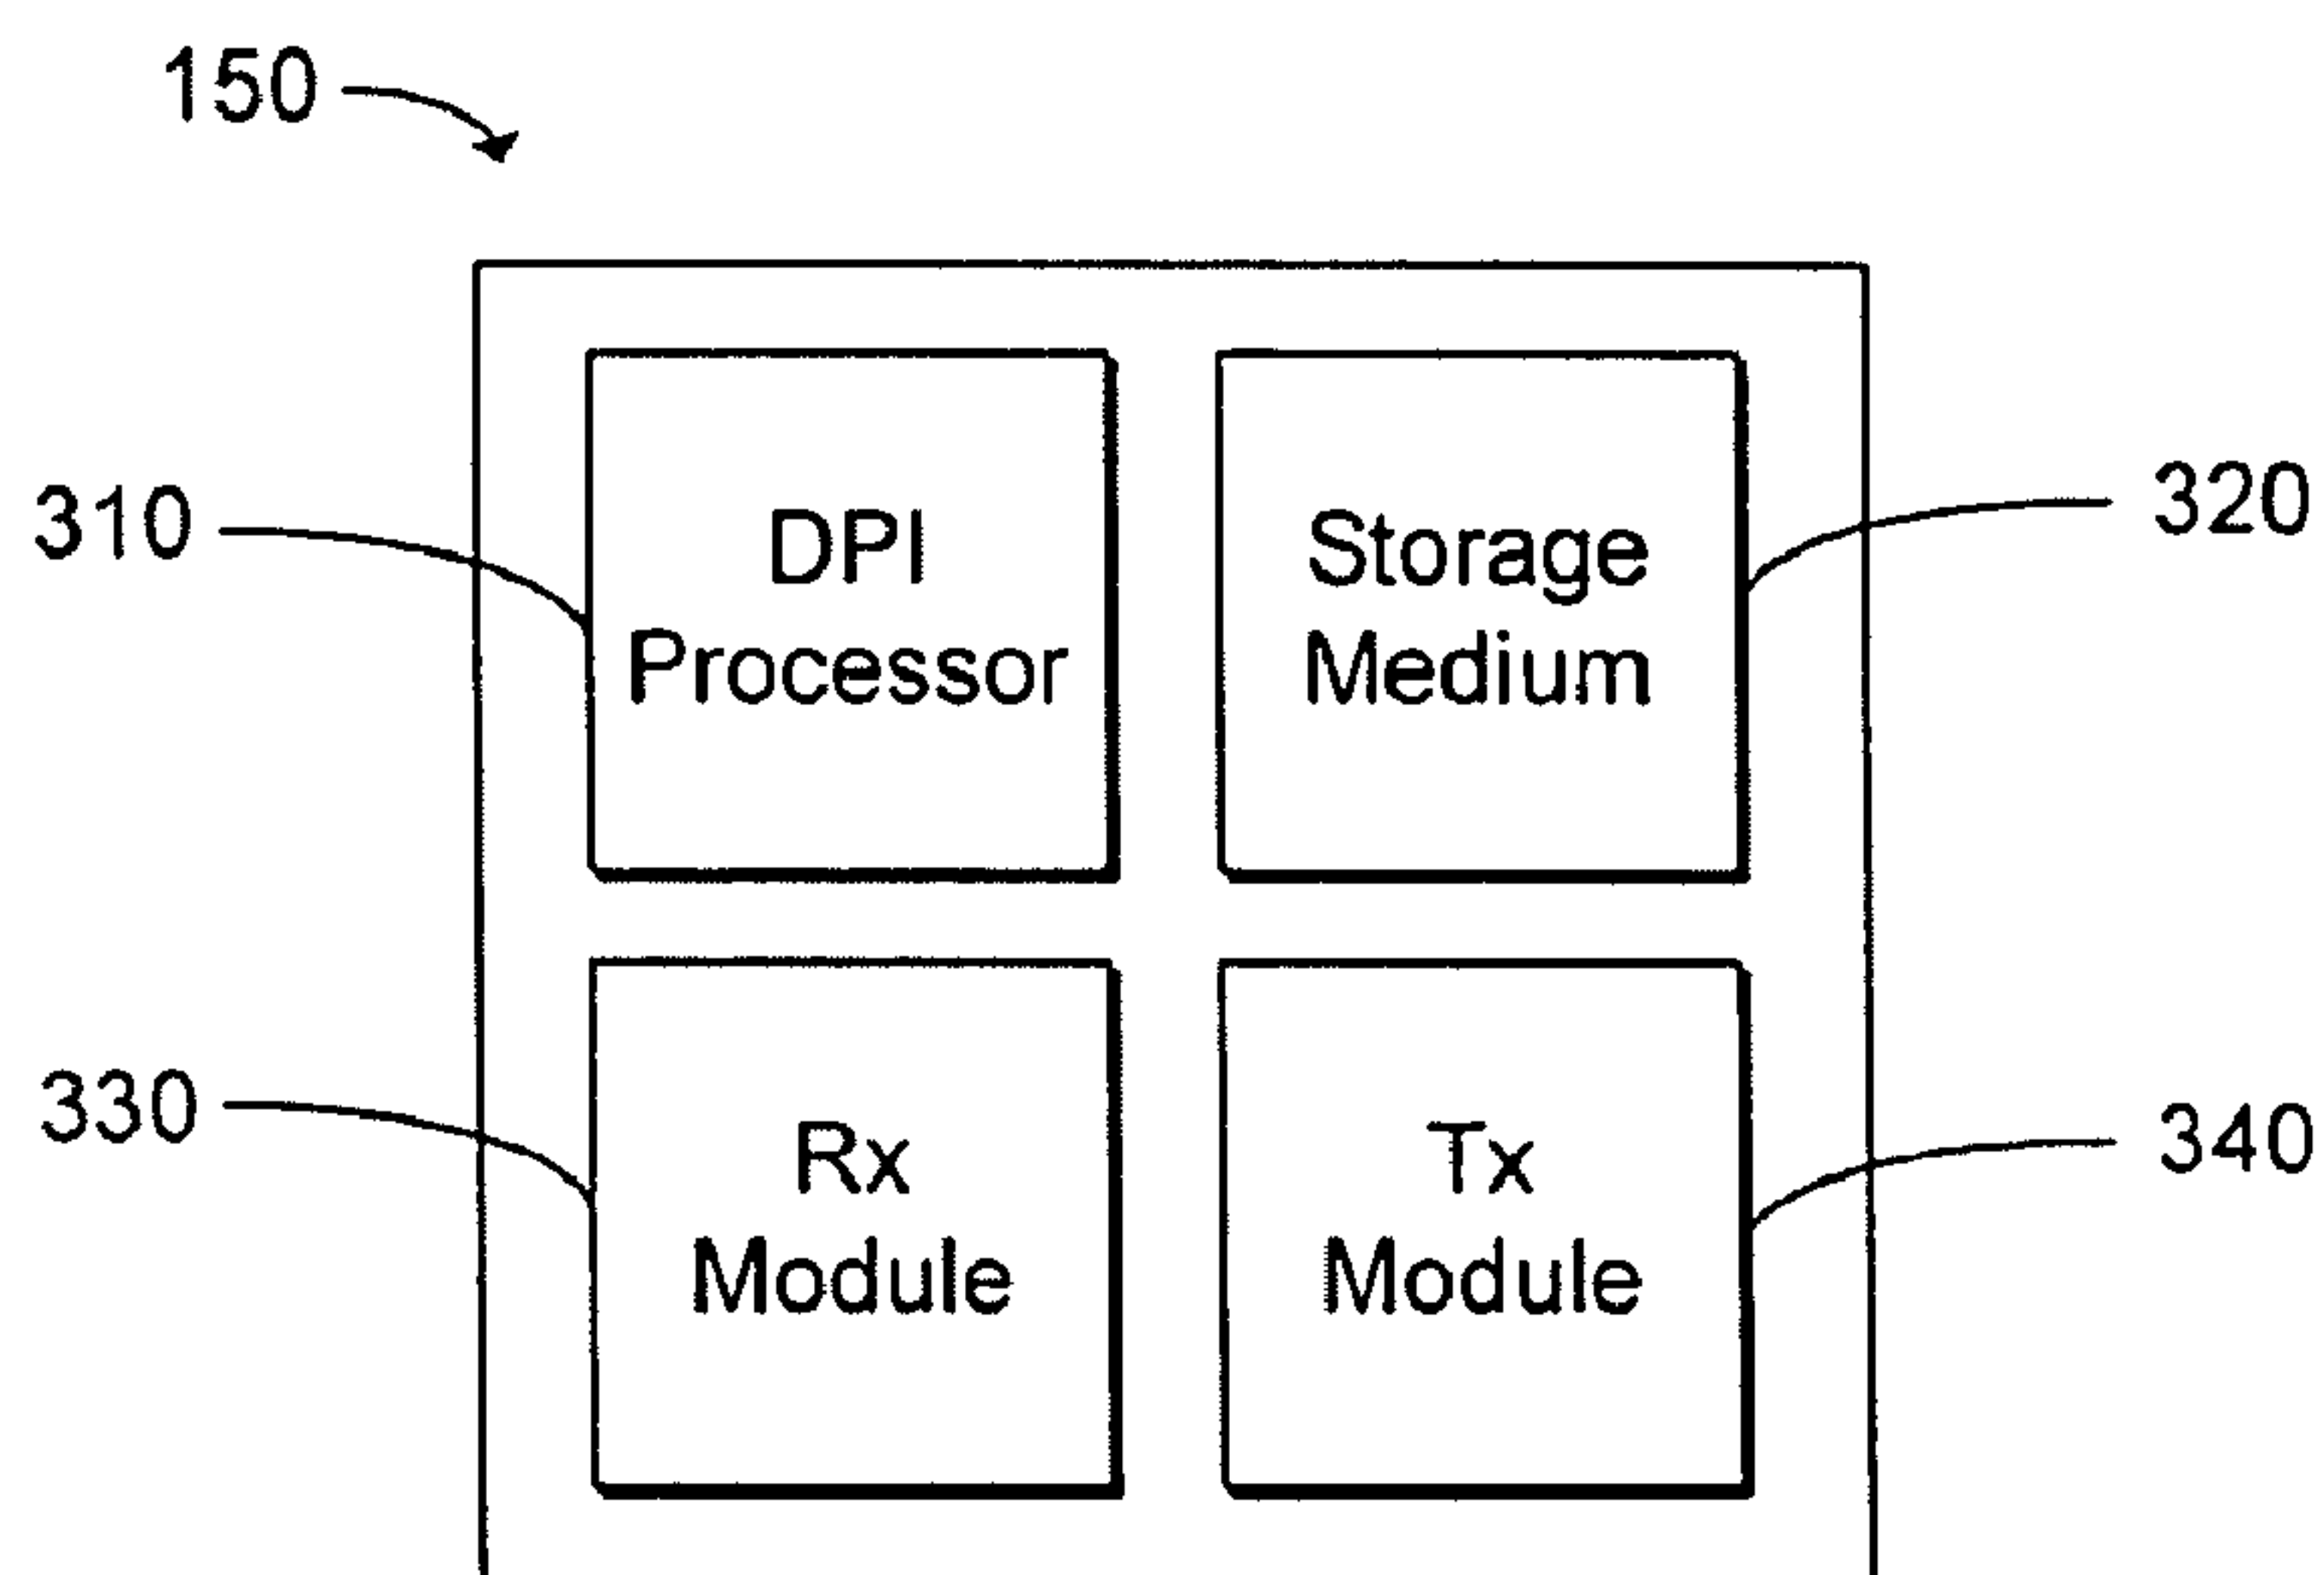 150
310
DPI
Processor
Storage
Medium
320
330
Rx
Module
Tx
Module
340